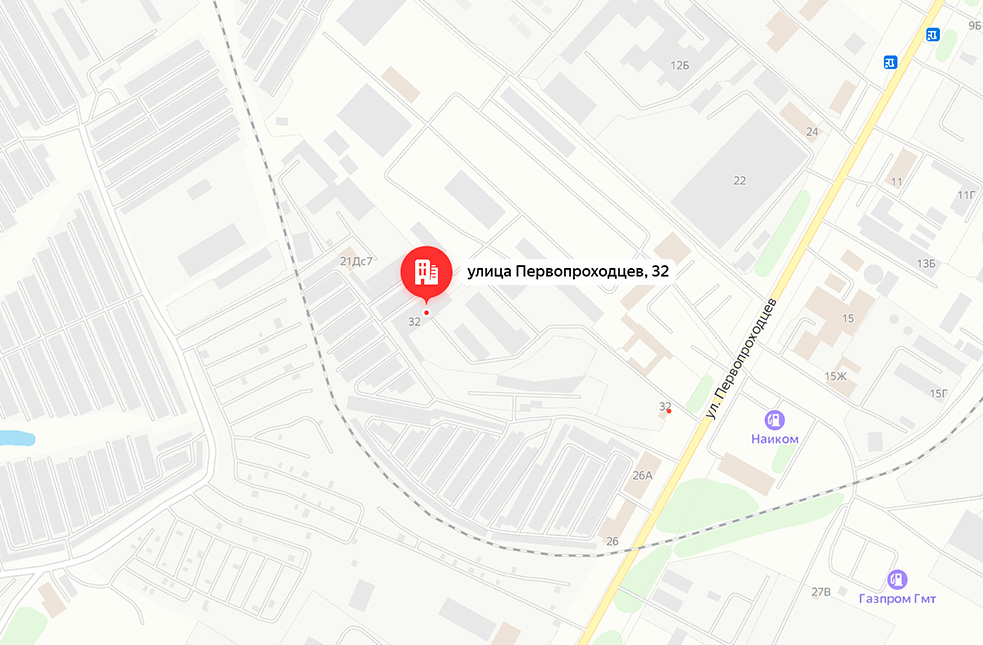 9Б
12Б
24
22
11
11Г
13Б
21Дс7
улица Первопроходцев, 32
32
15
ул. Первопроходцев
15Ж
15Г
32
Наиком
26А
26
27В
Газпром Гмт